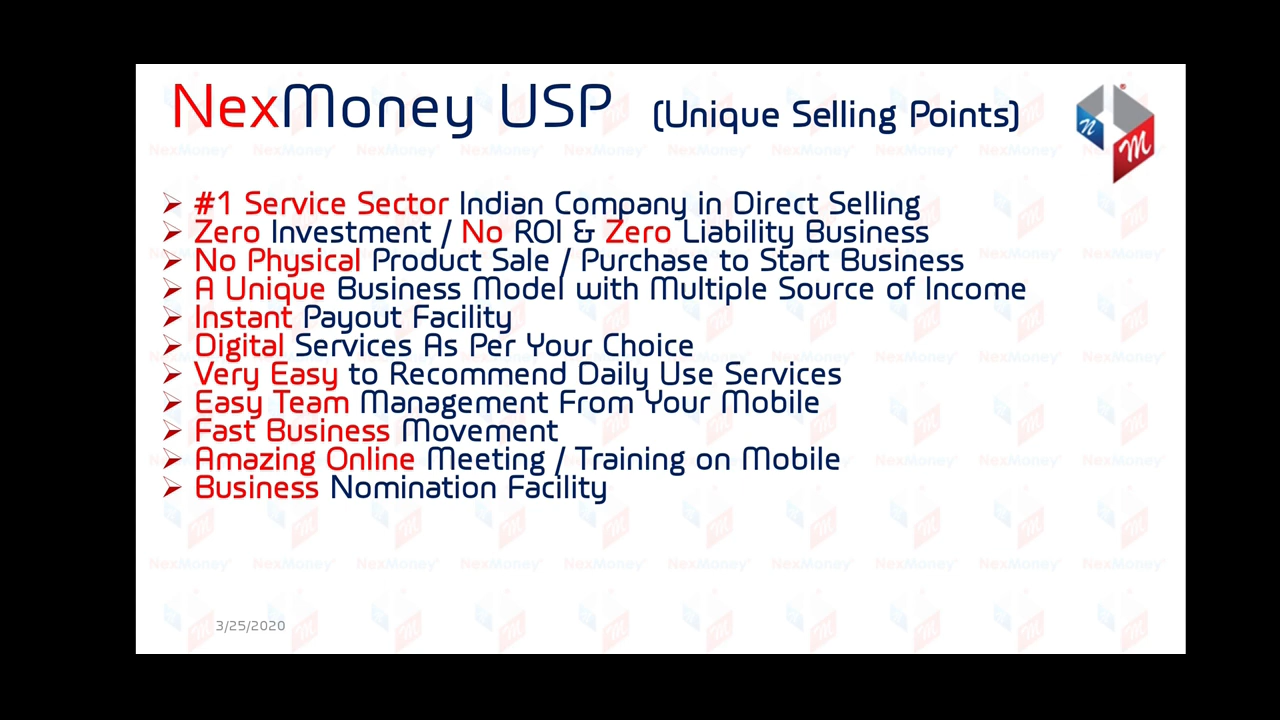 NexMoney USP (Unique Selling Points)
#1 Service Sector Indian Company in Direct Selling
Zero Investment / No ROI & Zero Liability Business
No Physical Product Sale / Purchase to Start Business
A Unique Business Model with Multiple Source of Income
Instant Payout Facility
Digital Services As Per Your Choice
Very Easy to Recommend Daily Use Services
Easy Team Management From Your Mobile
Fast Business Movement
Amazing Online Meeting / Training on Mobile
Business Nomination Facility
3/25/2020